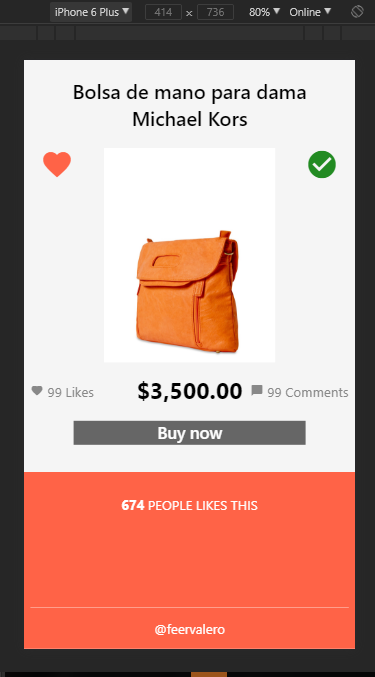 iPhone 6 Plus ▼ 414 × 736 80% ▼ Online ▼
Bolsa de mano para dama
Michael Kors
99 Likes $3,500.00 99 Comments
Buy now
674 PEOPLE LIKES THIS
@feervalero